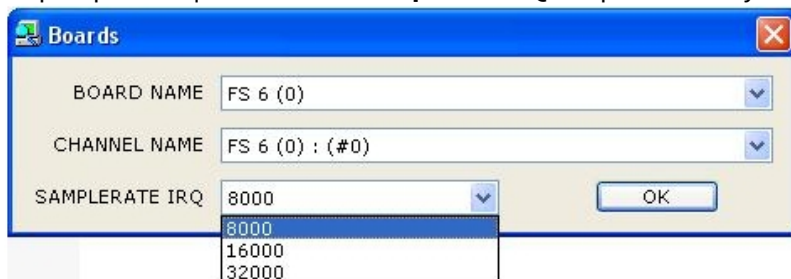 Boards
BOARD NAME FS 6 (0)
CHANNEL NAME FS 6 (0) : (#0)
SAMPLERATE IRQ 8000 OK
8000
16000
32000